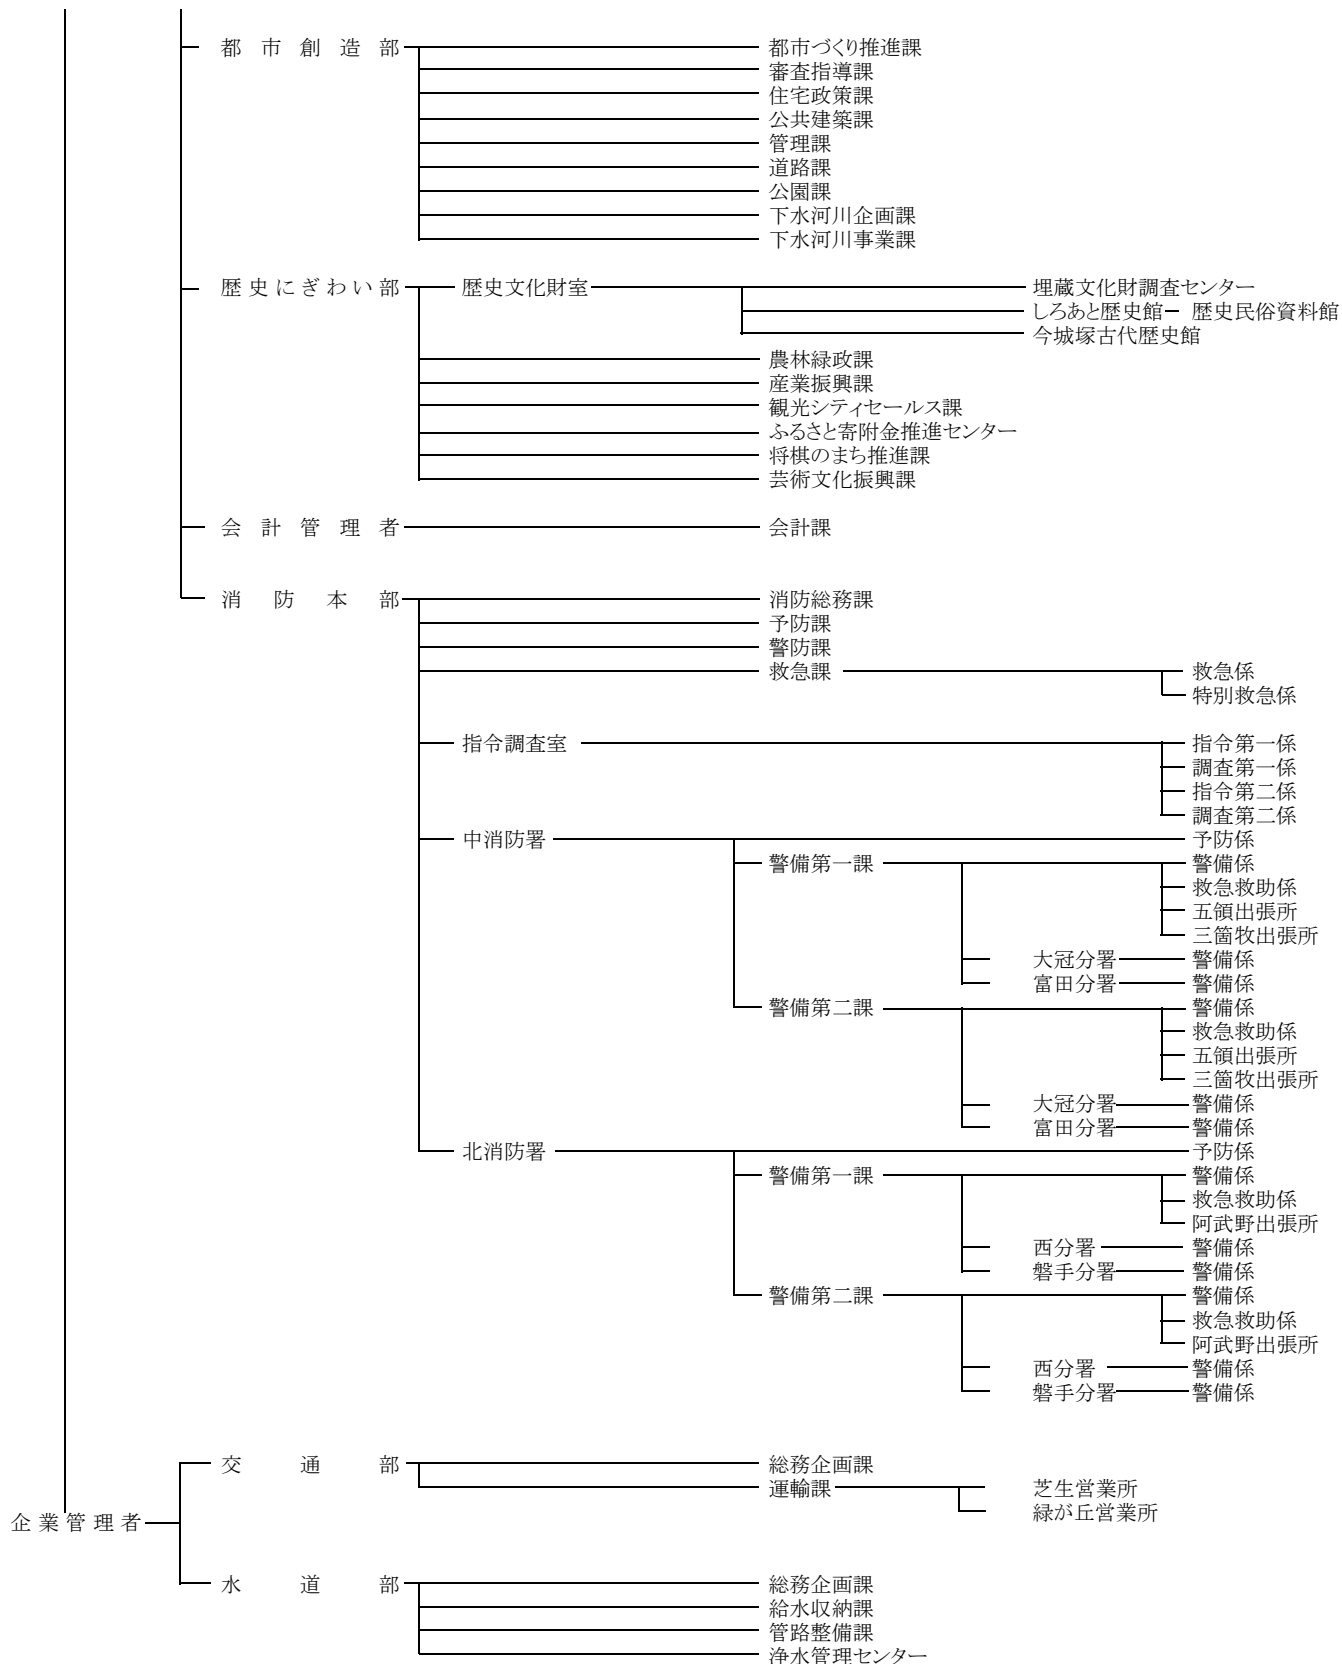 都市創造部 都市づくり推進課
審査指導課
住宅政策課
公共建築課
管理課
道路課
公園課
下水河川企画課
下水河川事業課
歴史にぎわい部 歴史文化財室 埋蔵文化財調査センター
しろあと歴史館 歴史民俗資料館
今城塚古代歴史館
農林緑政課
産業振興課
観光シティセールス課
ふるさと寄附金推進センター
将棋のまち推進課
芸術文化振興課
会計管理者 会計課
消防本部 消防総務課
予防課
警防課
救急課 救急係
特別救急係
指令調査室 指令第一係
調査第一係
指令第二係
調査第二係
中消防署 予防係
警備第一課 警備係
救急救助係
五領出張所
三箇牧出張所
大冠分署 警備係
富田分署 警備係
警備第二課 警備係
救急救助係
五領出張所
三箇牧出張所
大冠分署 警備係
富田分署 警備係
北消防署 予防係
警備第一課 警備係
救急救助係
阿武野出張所
西分署 警備係
磐手分署 警備係
警備第二課 警備係
救急救助係
阿武野出張所
西分署 警備係
磐手分署 警備係
交通部 総務企画課
運輸課 芝生営業所
緑が丘営業所
企業管理者
水道部 総務企画課
給水収納課
管路整備課
浄水管理センター